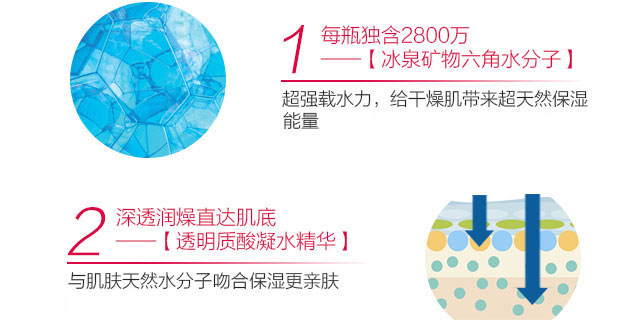 1 每瓶独含2800万
——【冰泉矿物六角水分子】
超强载水力，给干燥肌带来超天然保湿
能量
2 深透润燥直达肌底
——【透明质酸凝水精华】
与肌肤天然水分子吻合保湿更亲肤